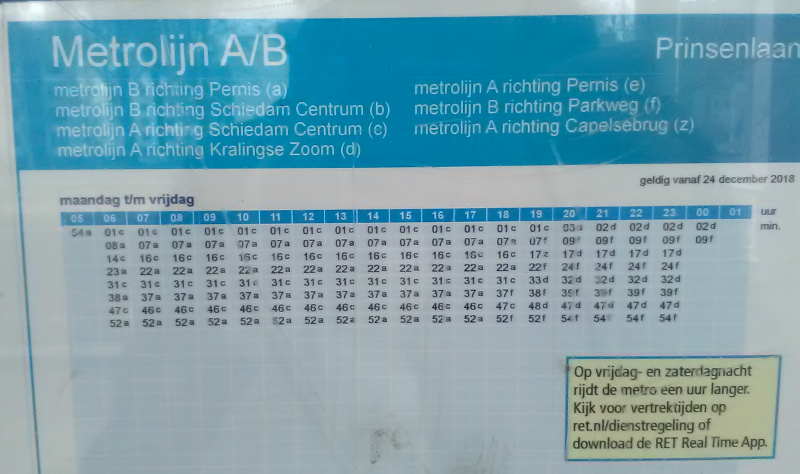 Metrolijn A/B
Prinsenlaan
metrolijn B richting Pernis (a)
metrolijn A richting Pernis (e)
metrolijn B richting Schiedam Centrum (b)
metrolijn B richting Parkweg (f)
metrolijn A richting Schiedam Centrum (c)
metrolijn A richting Capelsebrug (z)
metrolijn A richting Kralingse Zoom (d)
geldig vanaf 24 december 2018
maandag t/m vrijdag
05 06 07 08 09 10 11 12 13 14 15 16 17 18 19 20 21 22 23 00 01 uur
54a 01c 01c 01c 01c 01c 01c 01c 01c 01c 01c 01c 01c 01c 01c 02d 02d 02d 02d min.
08a 07a 07a 07a 07a 07a 07a 07a 07a 07a 07a 07a 07e 07f 09f 09f 09f 09f 09f
14c 16c 16c 16c 16c 16c 16c 16c 16c 16c 16c 16c 16c 17z 17d 17d 17d 17d
23a 22a 22a 22a 22a 22a 22a 22a 22a 22a 22a 22a 22a 22f 24f 24f 24f 24f
31c 31c 31c 31c 31c 31c 31c 31c 31c 31c 31c 31c 31c 33d 32d 32d 32d 32d
38a 37a 37a 37a 37a 37a 37a 37a 37a 37a 37a 37a 37f 38f 39f 39f 39f 39f
47c 46c 46c 46c 46c 46c 46c 46c 46c 46c 46c 46c 47c 48d 47d 47d 47d 47d
52a 52a 52a 52a 52a 52a 52a 52a 52a 52a 52a 52a 52f 52f 54f 54f 54f 54f
Op vrijdag- en zaterdagnacht
rijdt de metro een uur langer.
Kijk voor vertrektijden op
ret.nl/dienstregeling of
download de RET Real Time App.